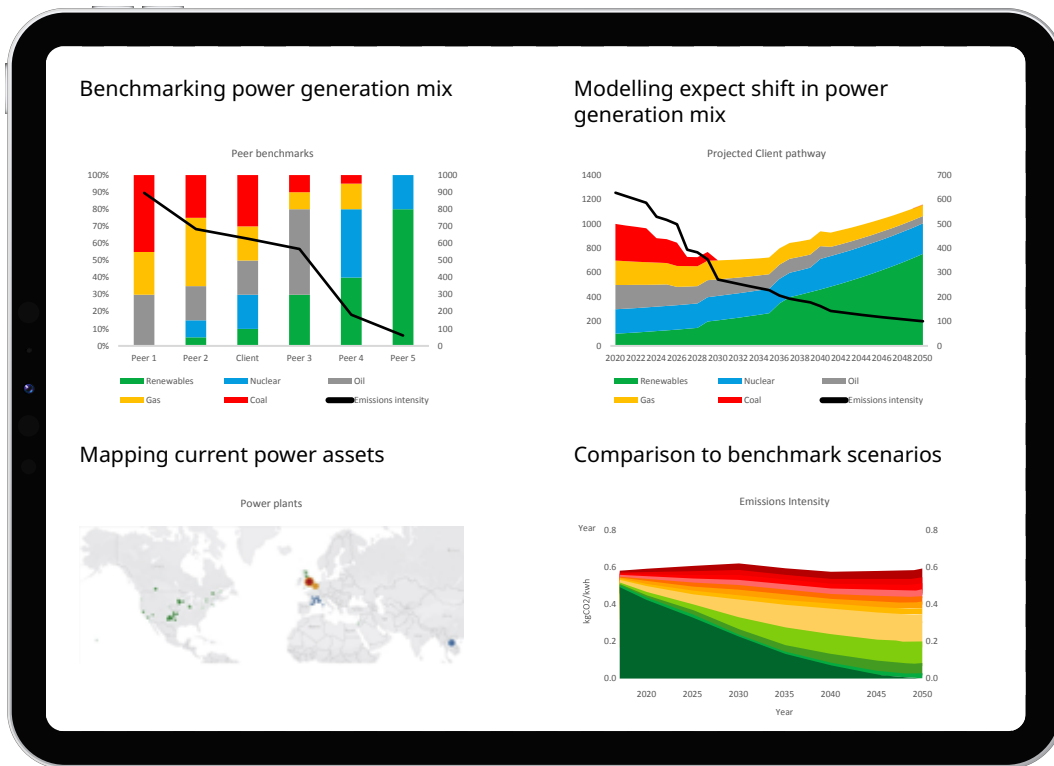 Benchmarking power generation mix
Peer benchmarks
100%
90%
80%
70%
60%
50%
40%
30%
20%
10%
0%
1000
900
800
700
600
500
400
300
200
100
0
Peer 1 Peer 2 Client Peer 3 Peer 4 Peer 5
Renewables Nuclear Oil
Gas Coal Emissions intensity
Modelling expect shift in power
generation mix
Projected Client pathway
1400
1200
1000
800
600
400
200
0
700
600
500
400
300
200
100
0
2020 2022 2024 2026 2028 2030 2032 2034 2036 2038 2040 2042 2044 2046 2048 2050
Renewables Nuclear Oil
Gas Coal Emissions intensity
Mapping current power assets
Power plants
Comparison to benchmark scenarios
Emissions Intensity
Year
0.8
0.6
0.4
0.2
0.0
kgCO2/kwh
0.8
0.6
0.4
0.2
0.0
2020 2025 2030 2035 2040 2045 2050
Year